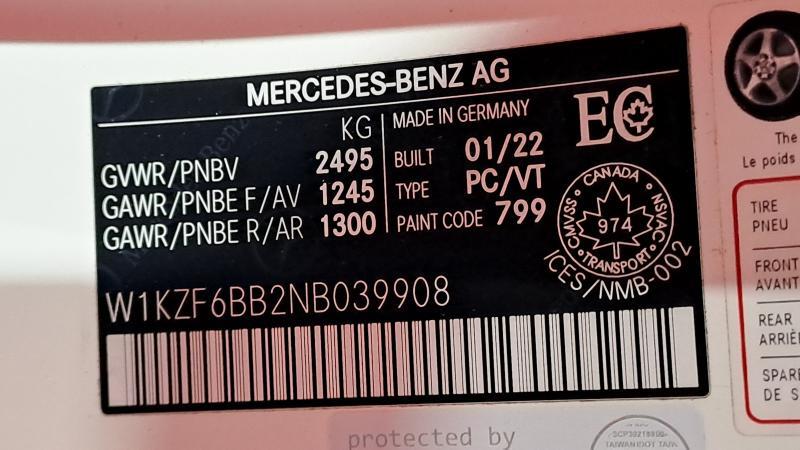 MERCEDES-BENZ AG
KG
GVWR/PNBV 2495
GAWR/PNBE F/AV 1245
GAWR/PNBE R/AR 1300
MADE IN GERMANY
BUILT 01/22
TYPE PC/VT
PAINT CODE 799
EC
CANADA
CMVSS 974 NSVAC
TRANSPORT
ICES/NMB-002
W1KZF6BB2NB039908
The
Le poids
TIRE
PNEU
FRONT
AVANT
REAR
ARRIÈ
SPARE
DE S
protected by